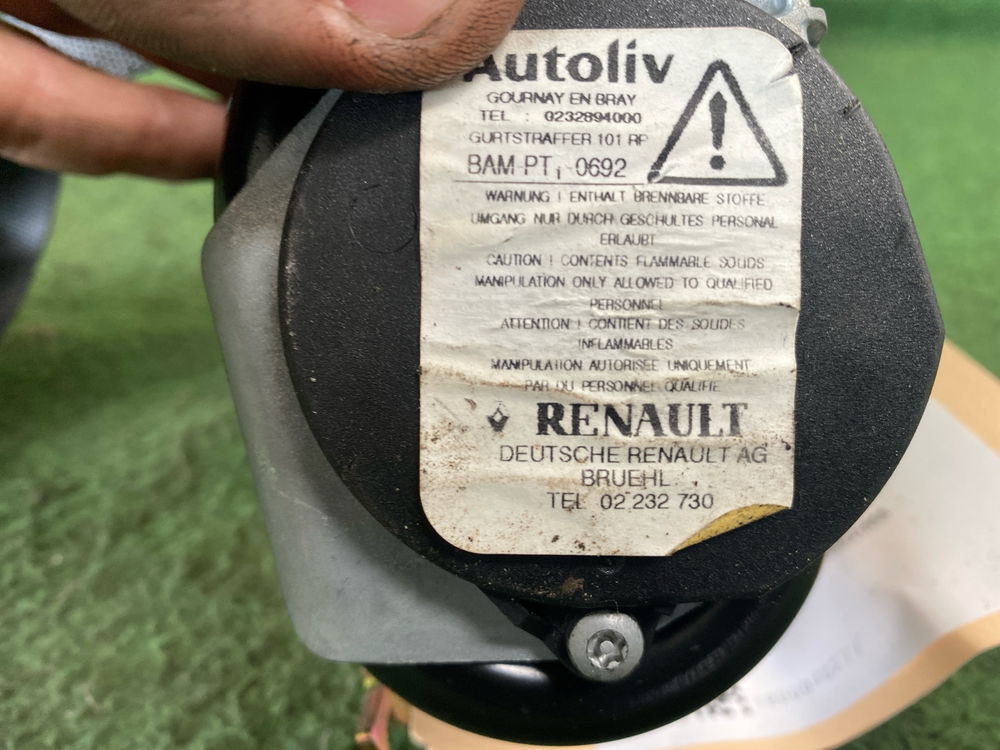 Autoliv
GOURNAY EN BRAY
TEL : 0232894000
GURTSTRAFFER 101 RP
BAM-PT1-0692
WARNUNG ! ENTHALT BRENNBARE STOFFE
UMGANG NUR DURCH GESCHULTES PERSONAL
ERLAUBT
CAUTION ! CONTENTS FLAMMABLE SOLIDS
MANIPULATION ONLY ALLOWED TO QUALIFIED
PERSONNEL
ATTENTION ! CONTIENT DES SOLIDES
INFLAMMABLES
MANIPULATION AUTORISEE UNIQUEMENT
PAR DU PERSONNEL QUALIFIE
RENAULT
DEUTSCHE RENAULT AG
BRUEHL
TEL 02 232 730